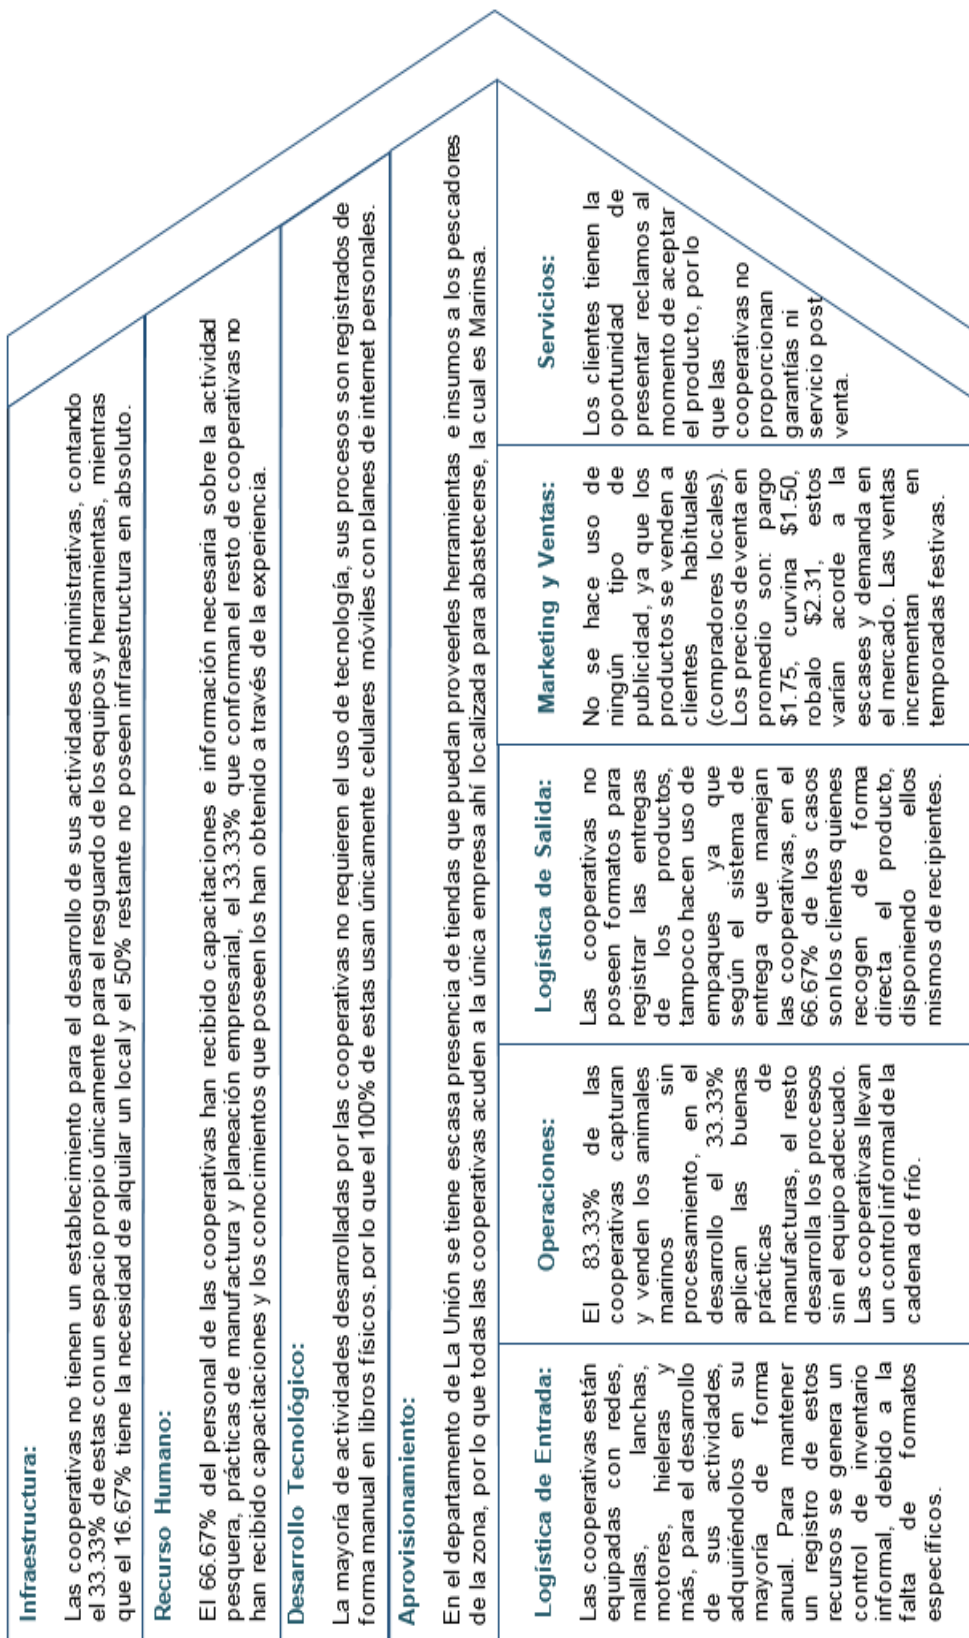 Infraestructura:
Las cooperativas no tienen un establecimiento para el desarrollo de sus actividades administrativas, contando
el 33.33% de estas con un espacio propio únicamente para el resguardo de los equipos y herramientas, mientras
que el 16.67% tiene la necesidad de alquilar un local y el 50% restante no poseen infraestructura en absoluto.
Recurso Humano:
El 66.67% del personal de las cooperativas han recibido capacitaciones e información necesaria sobre la actividad
pesquera, prácticas de manufactura y planeación empresarial, el 33.33% que conforman el resto de cooperativas no
han recibido capacitaciones y los conocimientos que poseen los han obtenido a través de la experiencia.
Desarrollo Tecnológico:
La mayoría de actividades desarrolladas por las cooperativas no requieren el uso de tecnología, sus procesos son registrados de
forma manual en libros físicos. por lo que el 100% de estas usan únicamente celulares móviles con planes de internet personales.
Aprovisionamiento:
En el departamento de La Unión se tiene escasa presencia de tiendas que puedan proveerles herramientas e insumos a los pescadores
de la zona, por lo que todas las cooperativas acuden a la única empresa ahí localizada para abastecerse, la cual es Marinsa.
Logística de Entrada:
Las cooperativas están
equipadas con redes,
mallas, lanchas,
motores, hieleras y
más, para el desarrollo
de sus actividades,
adquiriéndolos en su
mayoría de forma
anual. Para mantener
un registro de estos
recursos se genera un
control de inventario
informal, debido a la
falta de formatos
específicos.
Operaciones:
El 83.33% de las
cooperativas capturan
y venden los animales
marinos sin
procesamiento, en el
desarrollo el 33.33%
aplican las buenas
prácticas de
manufacturas, el resto
desarrolla los procesos
sin el equipo adecuado.
Las cooperativas llevan
un control informal de la
cadena de frío.
Logística de Salida:
Las cooperativas no
poseen formatos para
registrar las entregas
de los productos,
tampoco hacen uso de
empaques ya que
según el sistema de
entrega que manejan
las cooperativas, en el
66.67% de los casos
son los clientes quienes
recogen de forma
directa el producto,
disponiendo ellos
mismos de recipientes.
Marketing y Ventas:
No se hace uso de
ningún tipo de
publicidad, ya que los
productos se venden a
clientes habituales
(compradores locales).
Los precios de venta en
promedio son: pargo
$1.75, curvina $1.50,
robalo $2.31, estos
varían acorde a la
escases y demanda en
el mercado. Las ventas
incrementan en
temporadas festivas.
Servicios:
Los clientes tienen la
oportunidad de
presentar reclamos al
momento de aceptar
el producto, por lo
que las
cooperativas no
proporcionan
garantías ni
servicio post
venta.